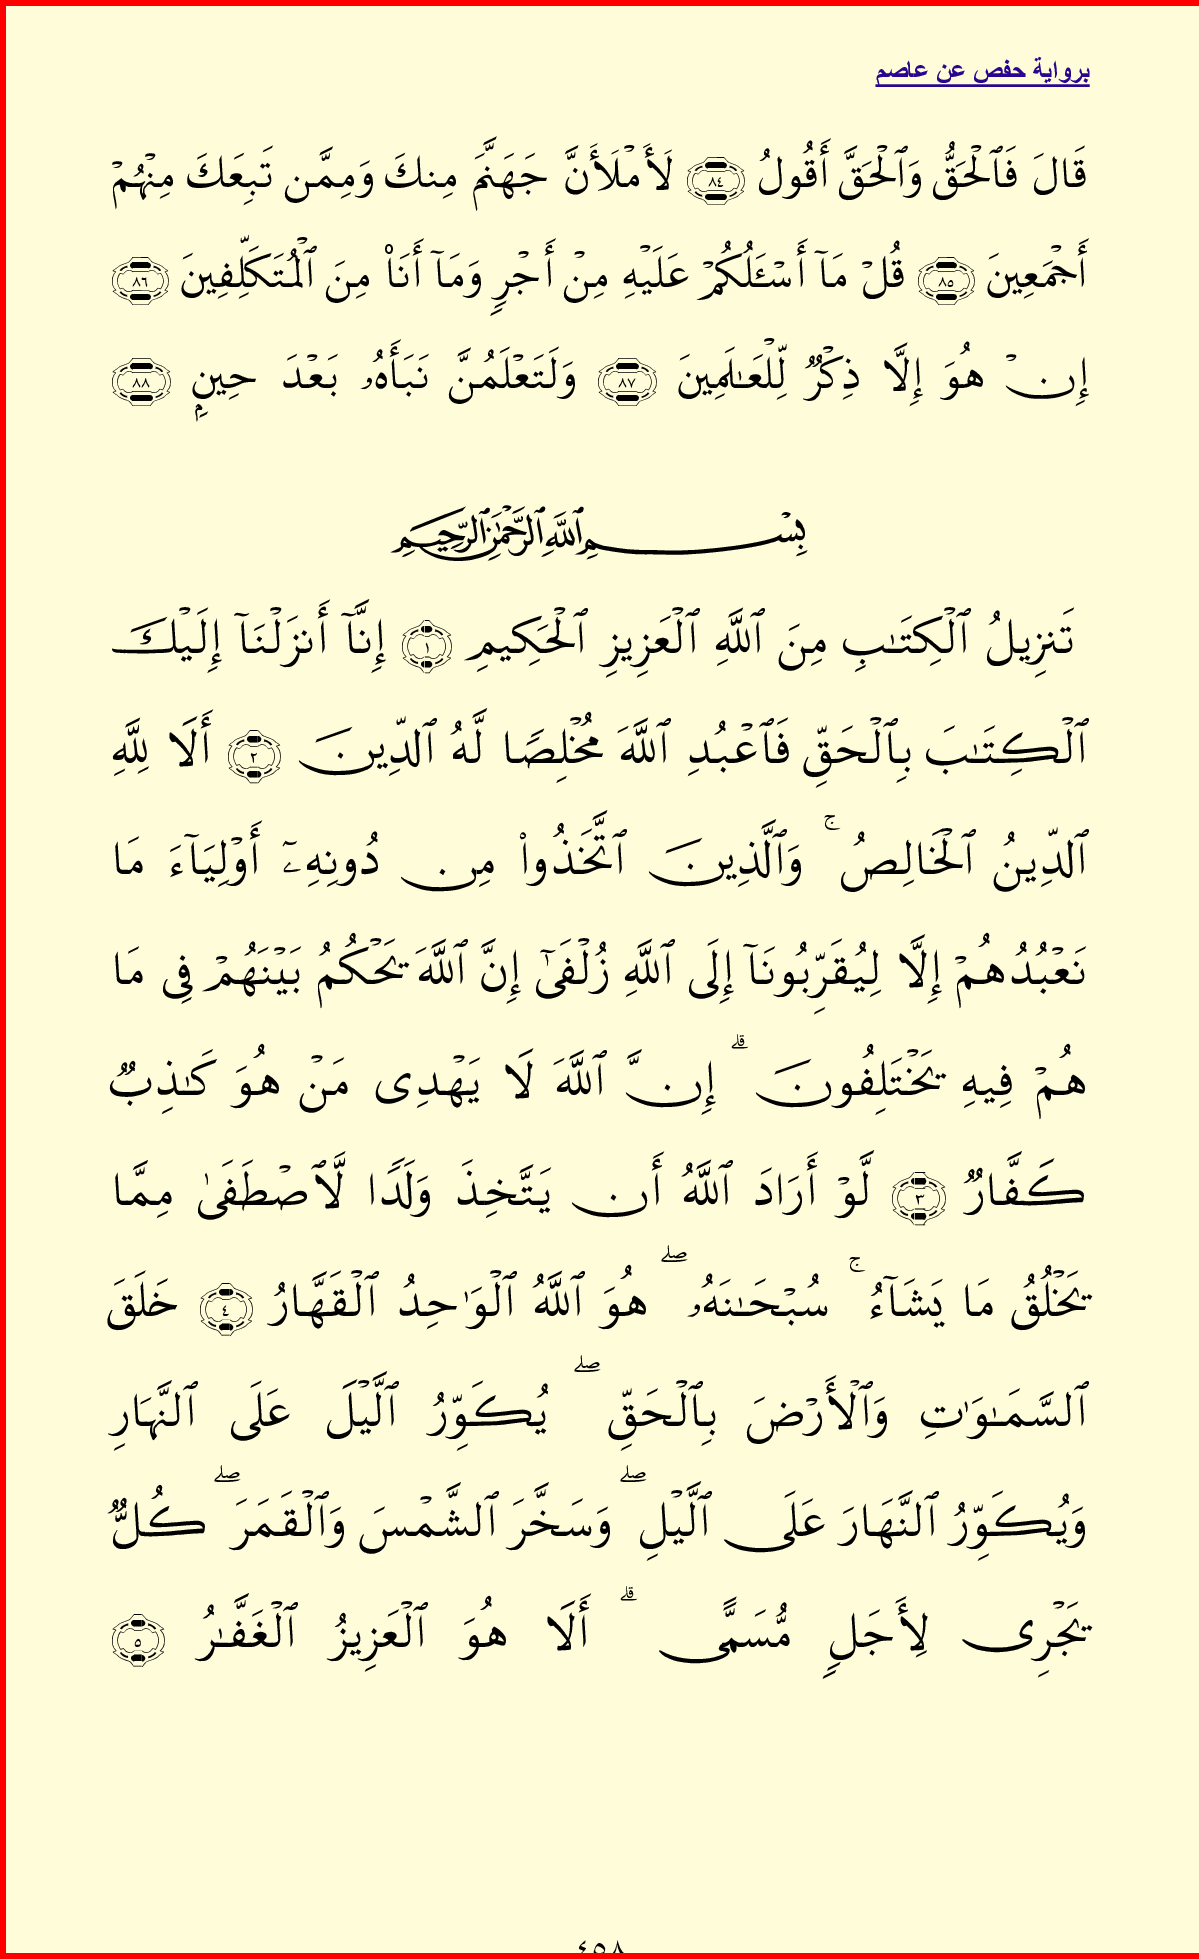 برواية حفص عن عاصم
قَالَ فَٱلْحَقُّ وَٱلْحَقَّ أَقُولُ ٨٤ لَأَمْلَأَنَّ جَهَنَّمَ مِنكَ وَمِمَّن تَبِعَكَ مِنْهُمْ
أَجْمَعِينَ ٨٥ قُلْ مَآ أَسْـَٔلُكُمْ عَلَيْهِ مِنْ أَجْرٍ وَمَآ أَنَا۠ مِنَ ٱلْمُتَكَلِّفِينَ ٨٦
إِنْ هُوَ إِلَّا ذِكْرٌ لِّلْعَـٰلَمِينَ ٨٧ وَلَتَعْلَمُنَّ نَبَأَهُۥ بَعْدَ حِينٍۭ ٨٨
بِسْمِ ٱللَّهِ ٱلرَّحْمَـٰنِ ٱلرَّحِيمِ
تَنزِيلُ ٱلْكِتَـٰبِ مِنَ ٱللَّهِ ٱلْعَزِيزِ ٱلْحَكِيمِ ١ إِنَّآ أَنزَلْنَآ إِلَيْكَ
ٱلْكِتَـٰبَ بِٱلْحَقِّ فَٱعْبُدِ ٱللَّهَ مُخْلِصًا لَّهُ ٱلدِّينَ ٢ أَلَا لِلَّهِ
ٱلدِّينُ ٱلْخَالِصُ ۚ وَٱلَّذِينَ ٱتَّخَذُوا۟ مِن دُونِهِۦٓ أَوْلِيَآءَ مَا
نَعْبُدُهُمْ إِلَّا لِيُقَرِّبُونَآ إِلَى ٱللَّهِ زُلْفَىٰٓ إِنَّ ٱللَّهَ يَحْكُمُ بَيْنَهُمْ فِى مَا
هُمْ فِيهِ يَخْتَلِفُونَ ۗ إِنَّ ٱللَّهَ لَا يَهْدِى مَنْ هُوَ كَـٰذِبٌ
كَفَّارٌ ٣ لَّوْ أَرَادَ ٱللَّهُ أَن يَتَّخِذَ وَلَدًا لَّٱصْطَفَىٰ مِمَّا
يَخْلُقُ مَا يَشَآءُ ۚ سُبْحَـٰنَهُۥ ۖ هُوَ ٱللَّهُ ٱلْوَٰحِدُ ٱلْقَهَّارُ ٤ خَلَقَ
ٱلسَّمَـٰوَٰتِ وَٱلْأَرْضَ بِٱلْحَقِّ ۖ يُكَوِّرُ ٱلَّيْلَ عَلَى ٱلنَّهَارِ
وَيُكَوِّرُ ٱلنَّهَارَ عَلَى ٱلَّيْلِ ۖ وَسَخَّرَ ٱلشَّمْسَ وَٱلْقَمَرَ ۖ كُلٌّ
يَجْرِى لِأَجَلٍ مُّسَمًّى ۗ أَلَا هُوَ ٱلْعَزِيزُ ٱلْغَفَّـٰرُ ٥
٤٥٨